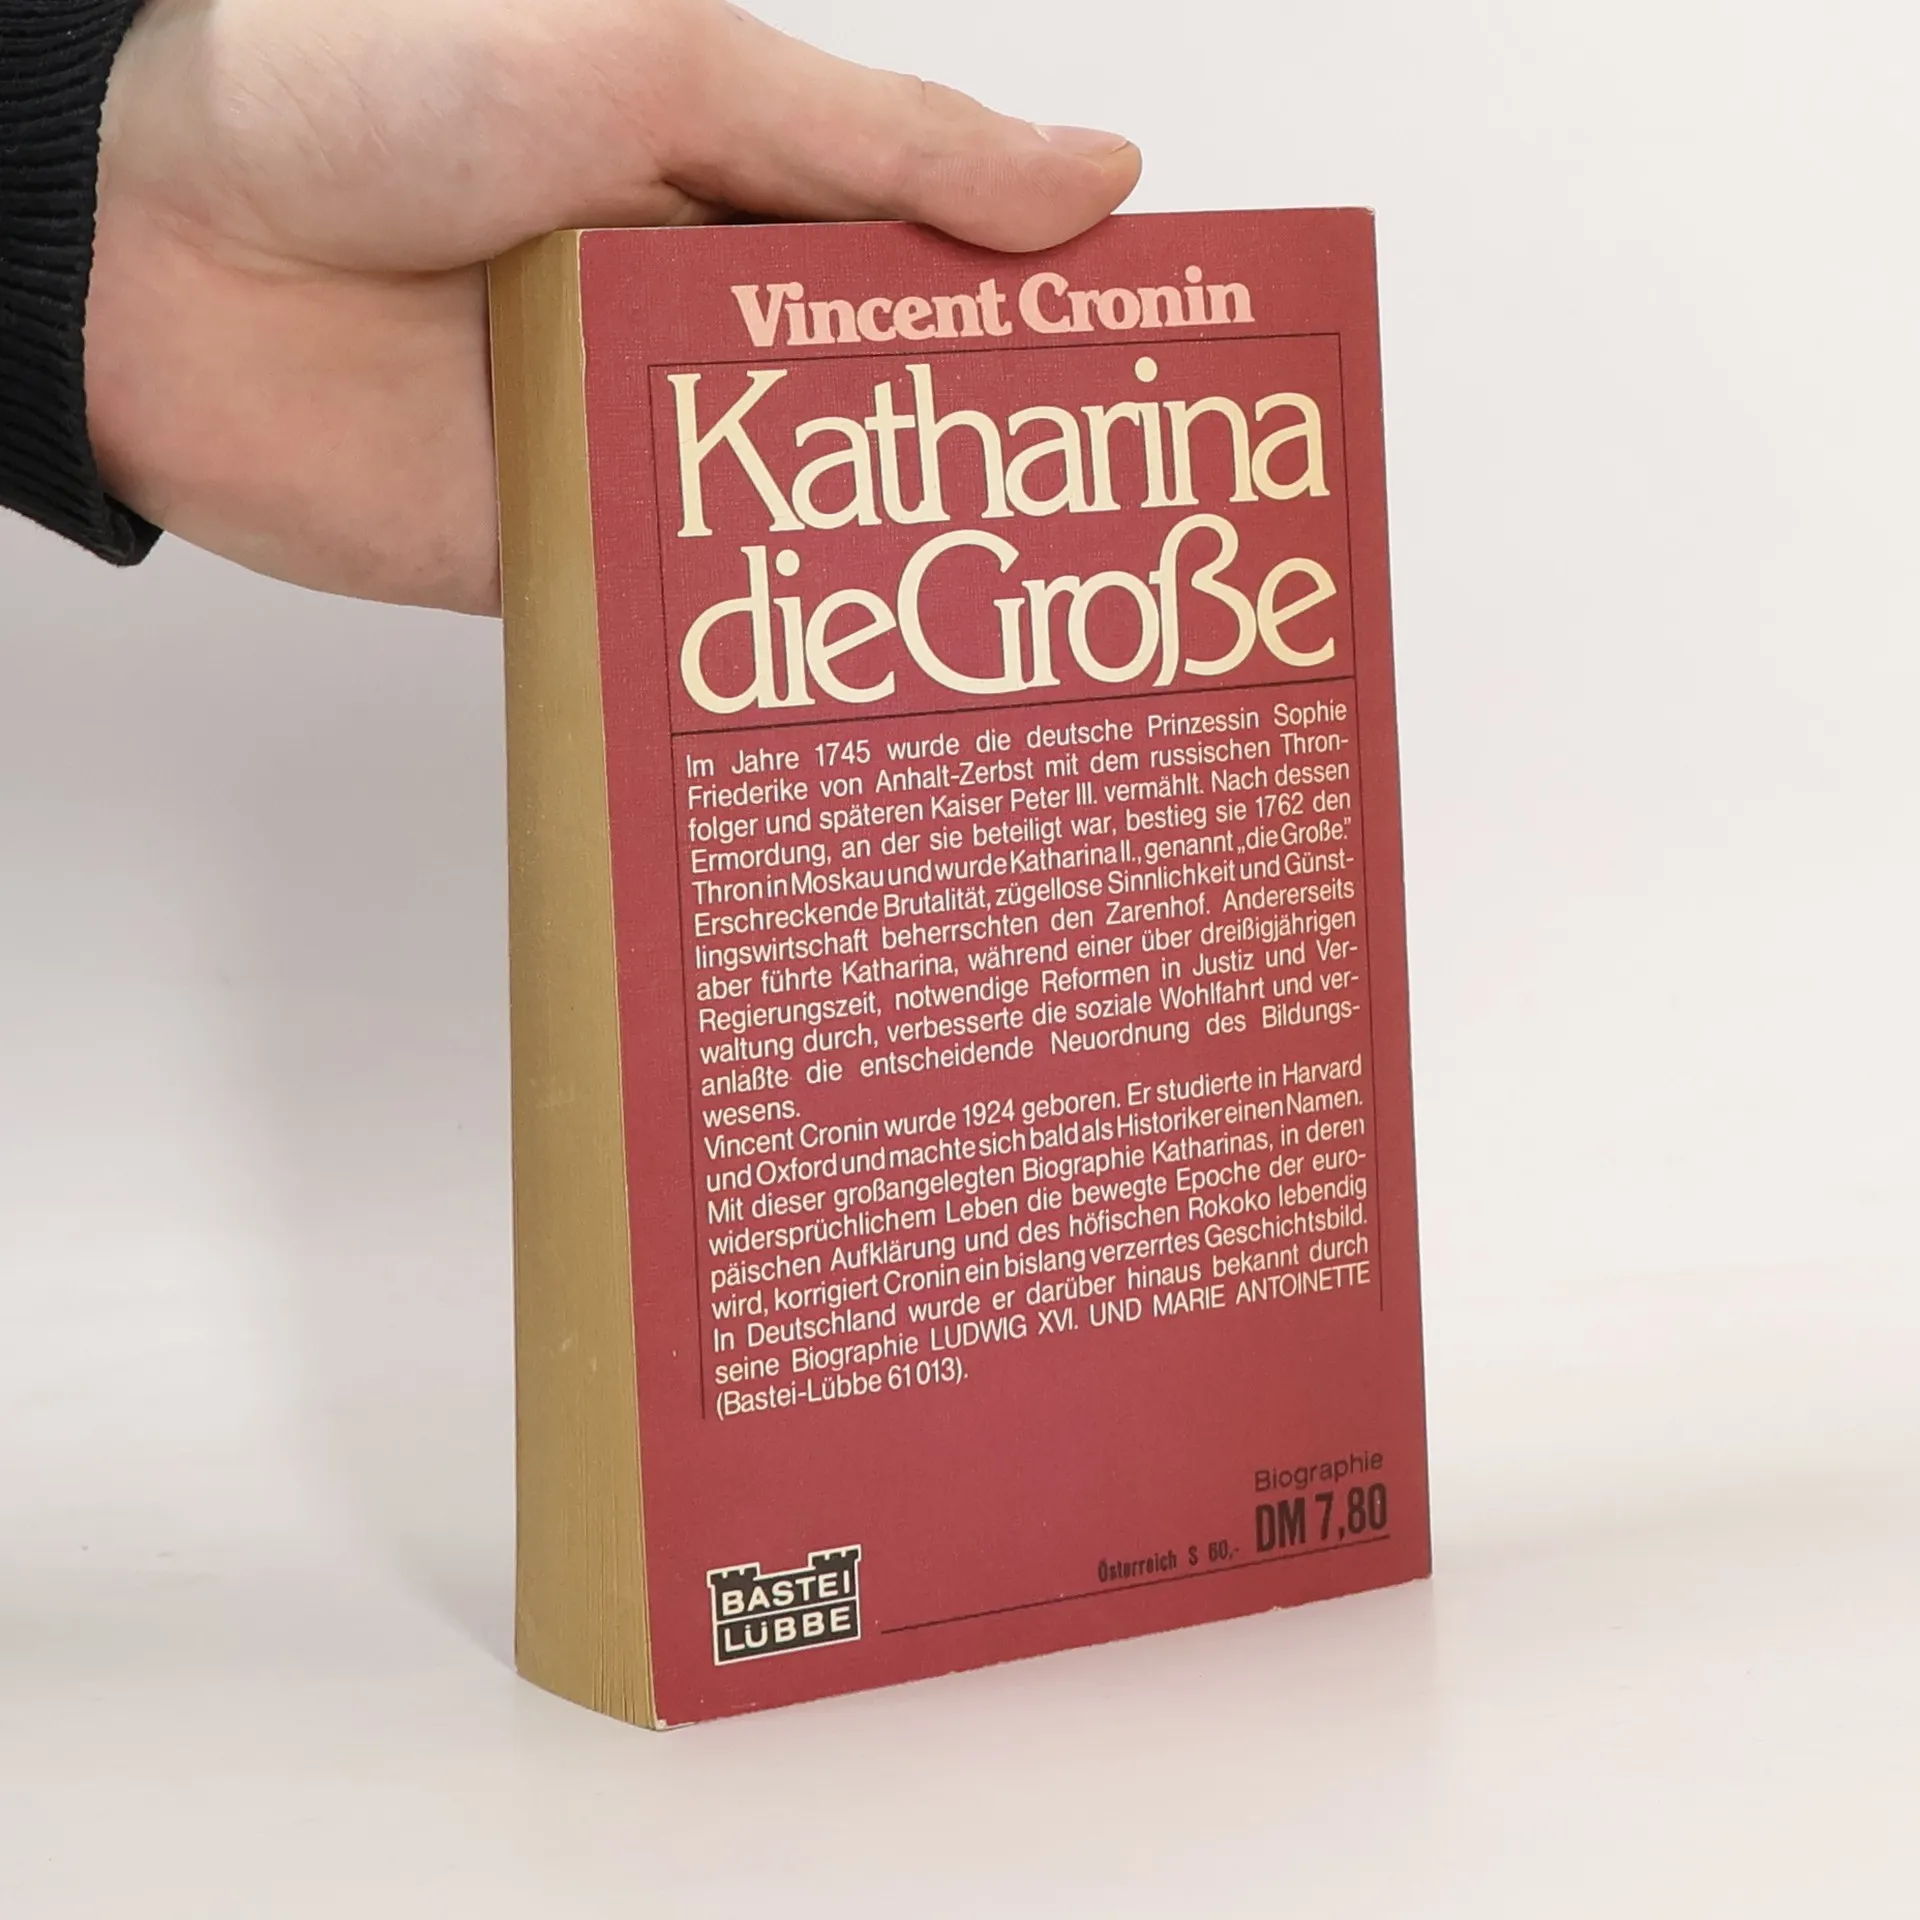 Vincent Cronin
Katharina
die Große
Im Jahre 1745 wurde die deutsche Prinzessin Sophie
Friederike von Anhalt-Zerbst mit dem russischen Thron-
folger und späteren Kaiser Peter III. vermählt. Nach dessen
Ermordung, an der sie beteiligt war, bestieg sie 1762 den
Thron in Moskau und wurde Katharina II., genannt „die Große."
Erschreckende Brutalität, zügellose Sinnlichkeit und Günst-
lingswirtschaft beherrschten den Zarenhof. Andererseits
aber führte Katharina, während einer über dreißigjährigen
Regierungszeit, notwendige Reformen in Justiz und Ver-
waltung durch, verbesserte die soziale Wohlfahrt und ver-
anlaßte die entscheidende Neuordnung des Bildungs-
wesens.
Vincent Cronin wurde 1924 geboren. Er studierte in Harvard
und Oxford und machte sich bald als Historiker einen Namen.
Mit dieser großangelegten Biographie Katharinas, in deren
widersprüchlichem Leben die bewegte Epoche der euro-
päischen Aufklärung und des höfischen Rokoko lebendig
wird, korrigiert Cronin ein bislang verzerrtes Geschichtsbild.
In Deutschland wurde er darüber hinaus bekannt durch
seine Biographie LUDWIG XVI. UND MARIE ANTOINETTE
(Bastei-Lübbe 61013).
Biographie
DM 7,80
Österreich S 60,-
BASTEI
LÜBBE